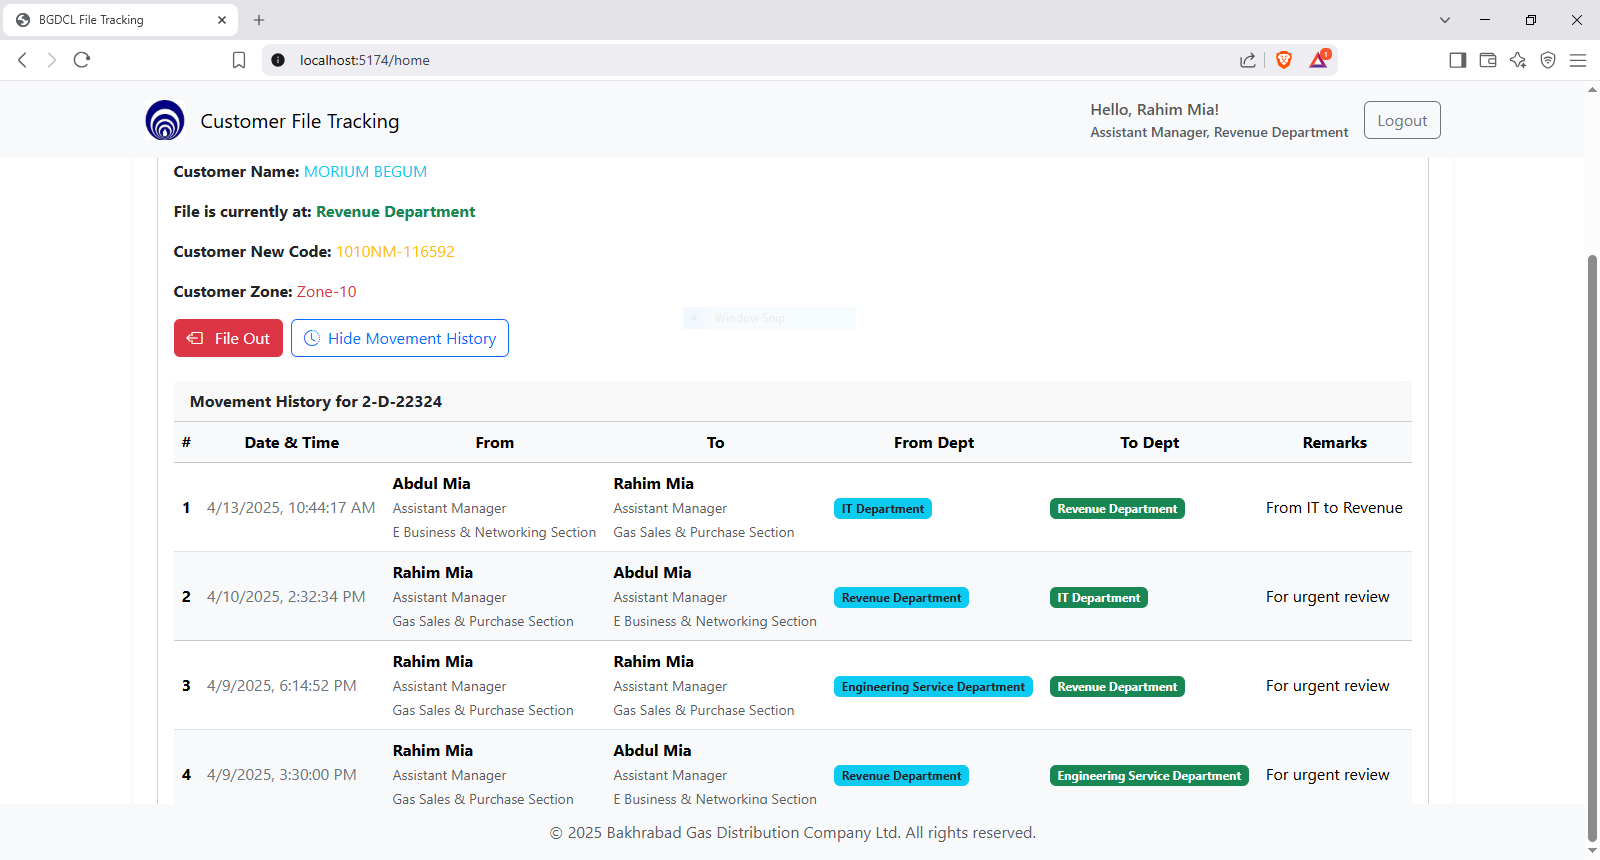 BGDCL File Tracking
localhost:5174/home
1
Customer File Tracking
Hello, Rahim Mia!
Assistant Manager, Revenue Department
Logout
Customer Name: MORIUM BEGUM
File is currently at: Revenue Department
Customer New Code: 1010NM-116592
Customer Zone: Zone-10
Window Snip
File Out
Hide Movement History
Movement History for 2-D-22324
# Date & Time From To From Dept To Dept Remarks
Abdul Mia Rahim Mia
1 4/13/2025, 10:44:17 AM Assistant Manager Assistant Manager IT Department Revenue Department From IT to Revenue
E Business & Networking Section Gas Sales & Purchase Section
Rahim Mia Abdul Mia
2 4/10/2025, 2:32:34 PM Assistant Manager Assistant Manager Revenue Department IT Department For urgent review
Gas Sales & Purchase Section E Business & Networking Section
Rahim Mia Rahim Mia
3 4/9/2025, 6:14:52 PM Assistant Manager Assistant Manager Engineering Service Department Revenue Department For urgent review
Gas Sales & Purchase Section Gas Sales & Purchase Section
Rahim Mia Abdul Mia
4 4/9/2025, 3:30:00 PM Assistant Manager Assistant Manager Revenue Department Engineering Service Department For urgent review
Gas Sales & Purchase Section E Business & Networking Section
© 2025 Bakhrabad Gas Distribution Company Ltd. All rights reserved.